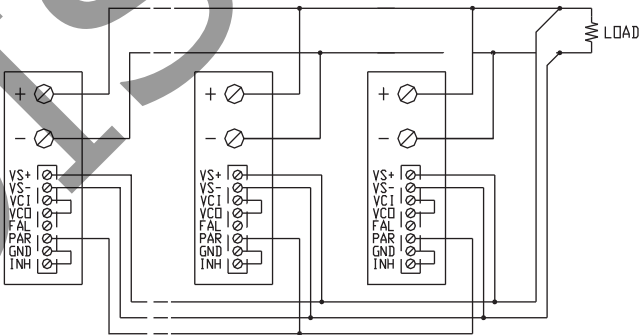 LOAD
+
−
VS+
VS-
VCI
VCO
FAL
PAR
GND
INH
+
−
VS+
VS-
VCI
VCO
FAL
PAR
GND
INH
+
−
VS+
VS-
VCI
VCO
FAL
PAR
GND
INH